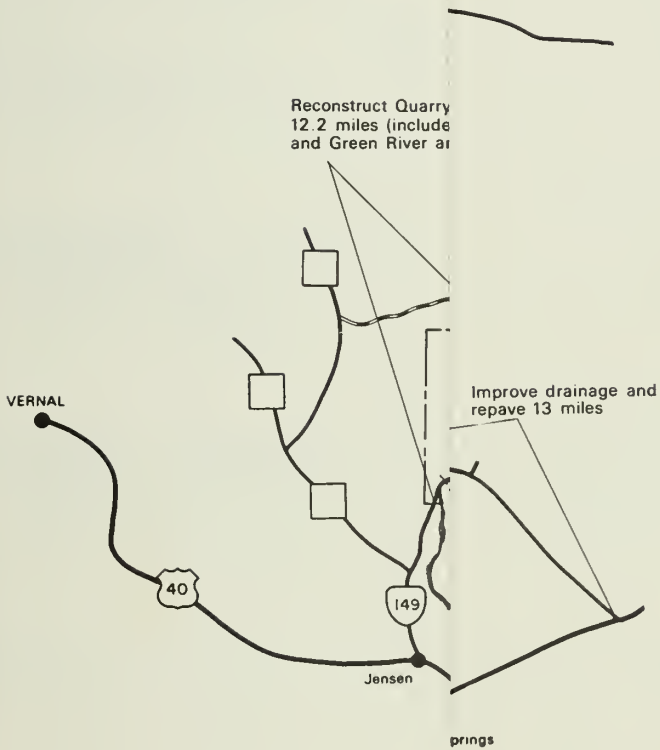 Reconstruct Quarry
12.2 miles (include
and Green River ar
Improve drainage and
repave 13 miles
VERNAL
40
149
Jensen
prings